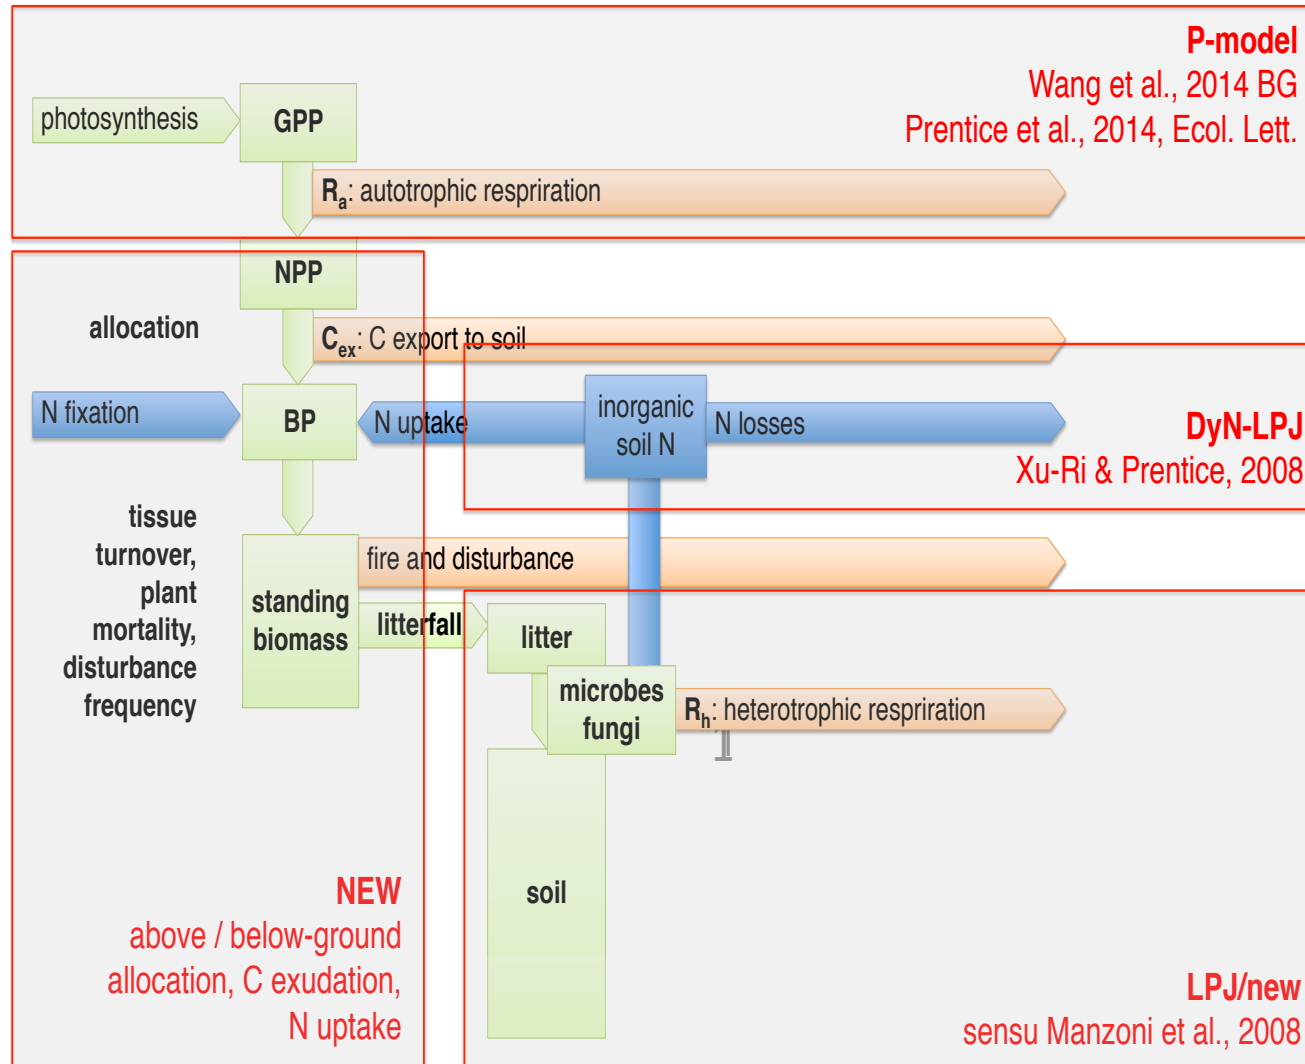 P-model
Wang et al., 2014 BG
Prentice et al., 2014, Ecol. Lett.
photosynthesis
GPP
Ra: autotrophic respriration
NPP
allocation
Cex: C export to soil
N fixation
BP
N uptake
inorganic
soil N
N losses
DyN-LPJ
Xu-Ri & Prentice, 2008
tissue
turnover,
plant
mortality,
disturbance
frequency
standing
biomass
fire and disturbance
litterfall
litter
microbes
fungi
Rh: heterotrophic respriration
soil
NEW
above / below-ground
allocation, C exudation,
N uptake
LPJ/new
sensu Manzoni et al., 2008